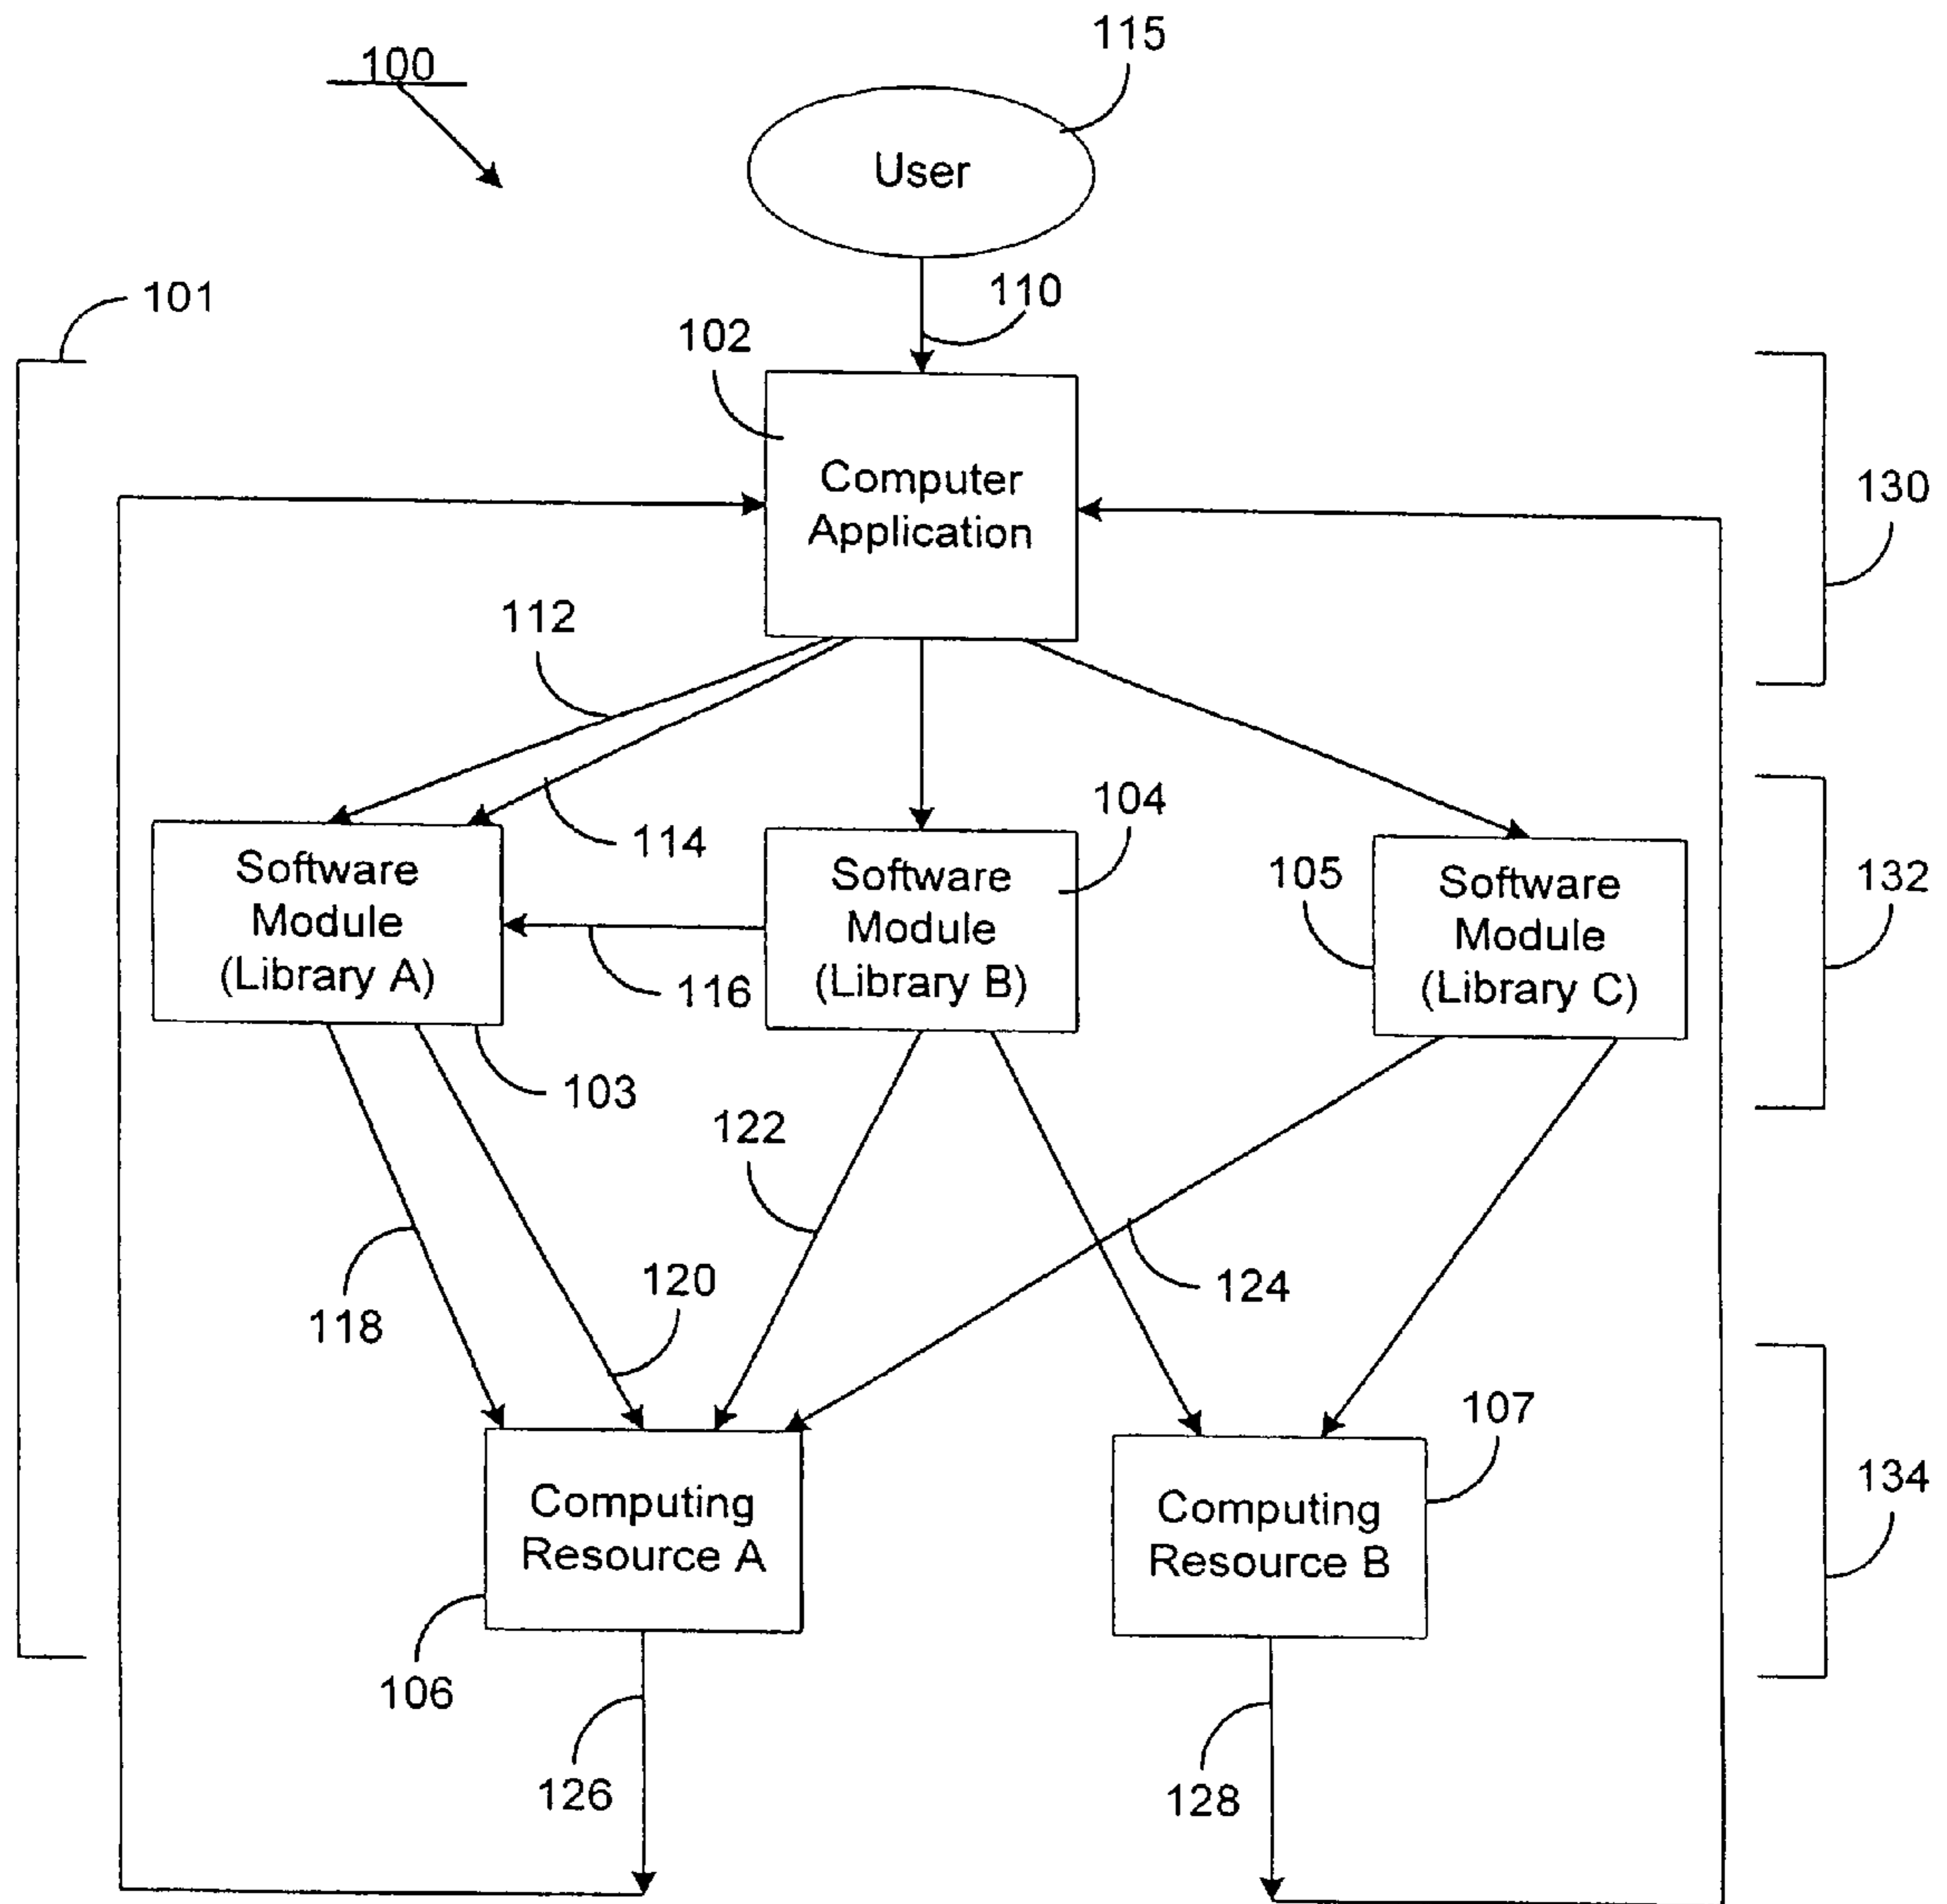 115
100
User
101
110
102
Computer
Application
130
112
114
104
Software
Module
(Library A)
Software
Module
(Library B)
105
Software
Module
(Library C)
132
116
103
122
118
120
124
107
Computing
Resource A
Computing
Resource B
134
106
126
128